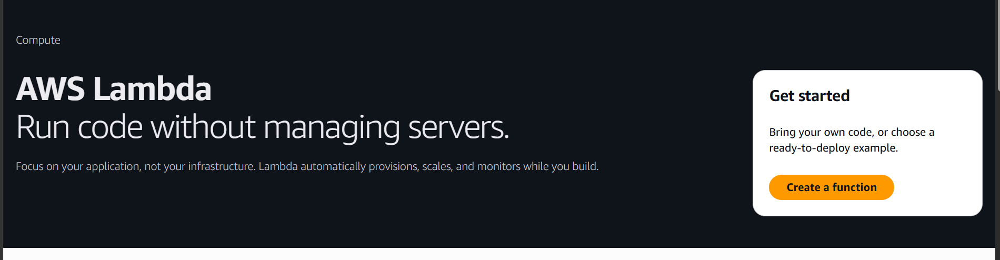 Compute
AWS Lambda
Run code without managing servers.
Focus on your application, not your infrastructure. Lambda automatically provisions, scales, and monitors while you build.
Get started
Bring your own code, or choose a
ready-to-deploy example.
Create a function